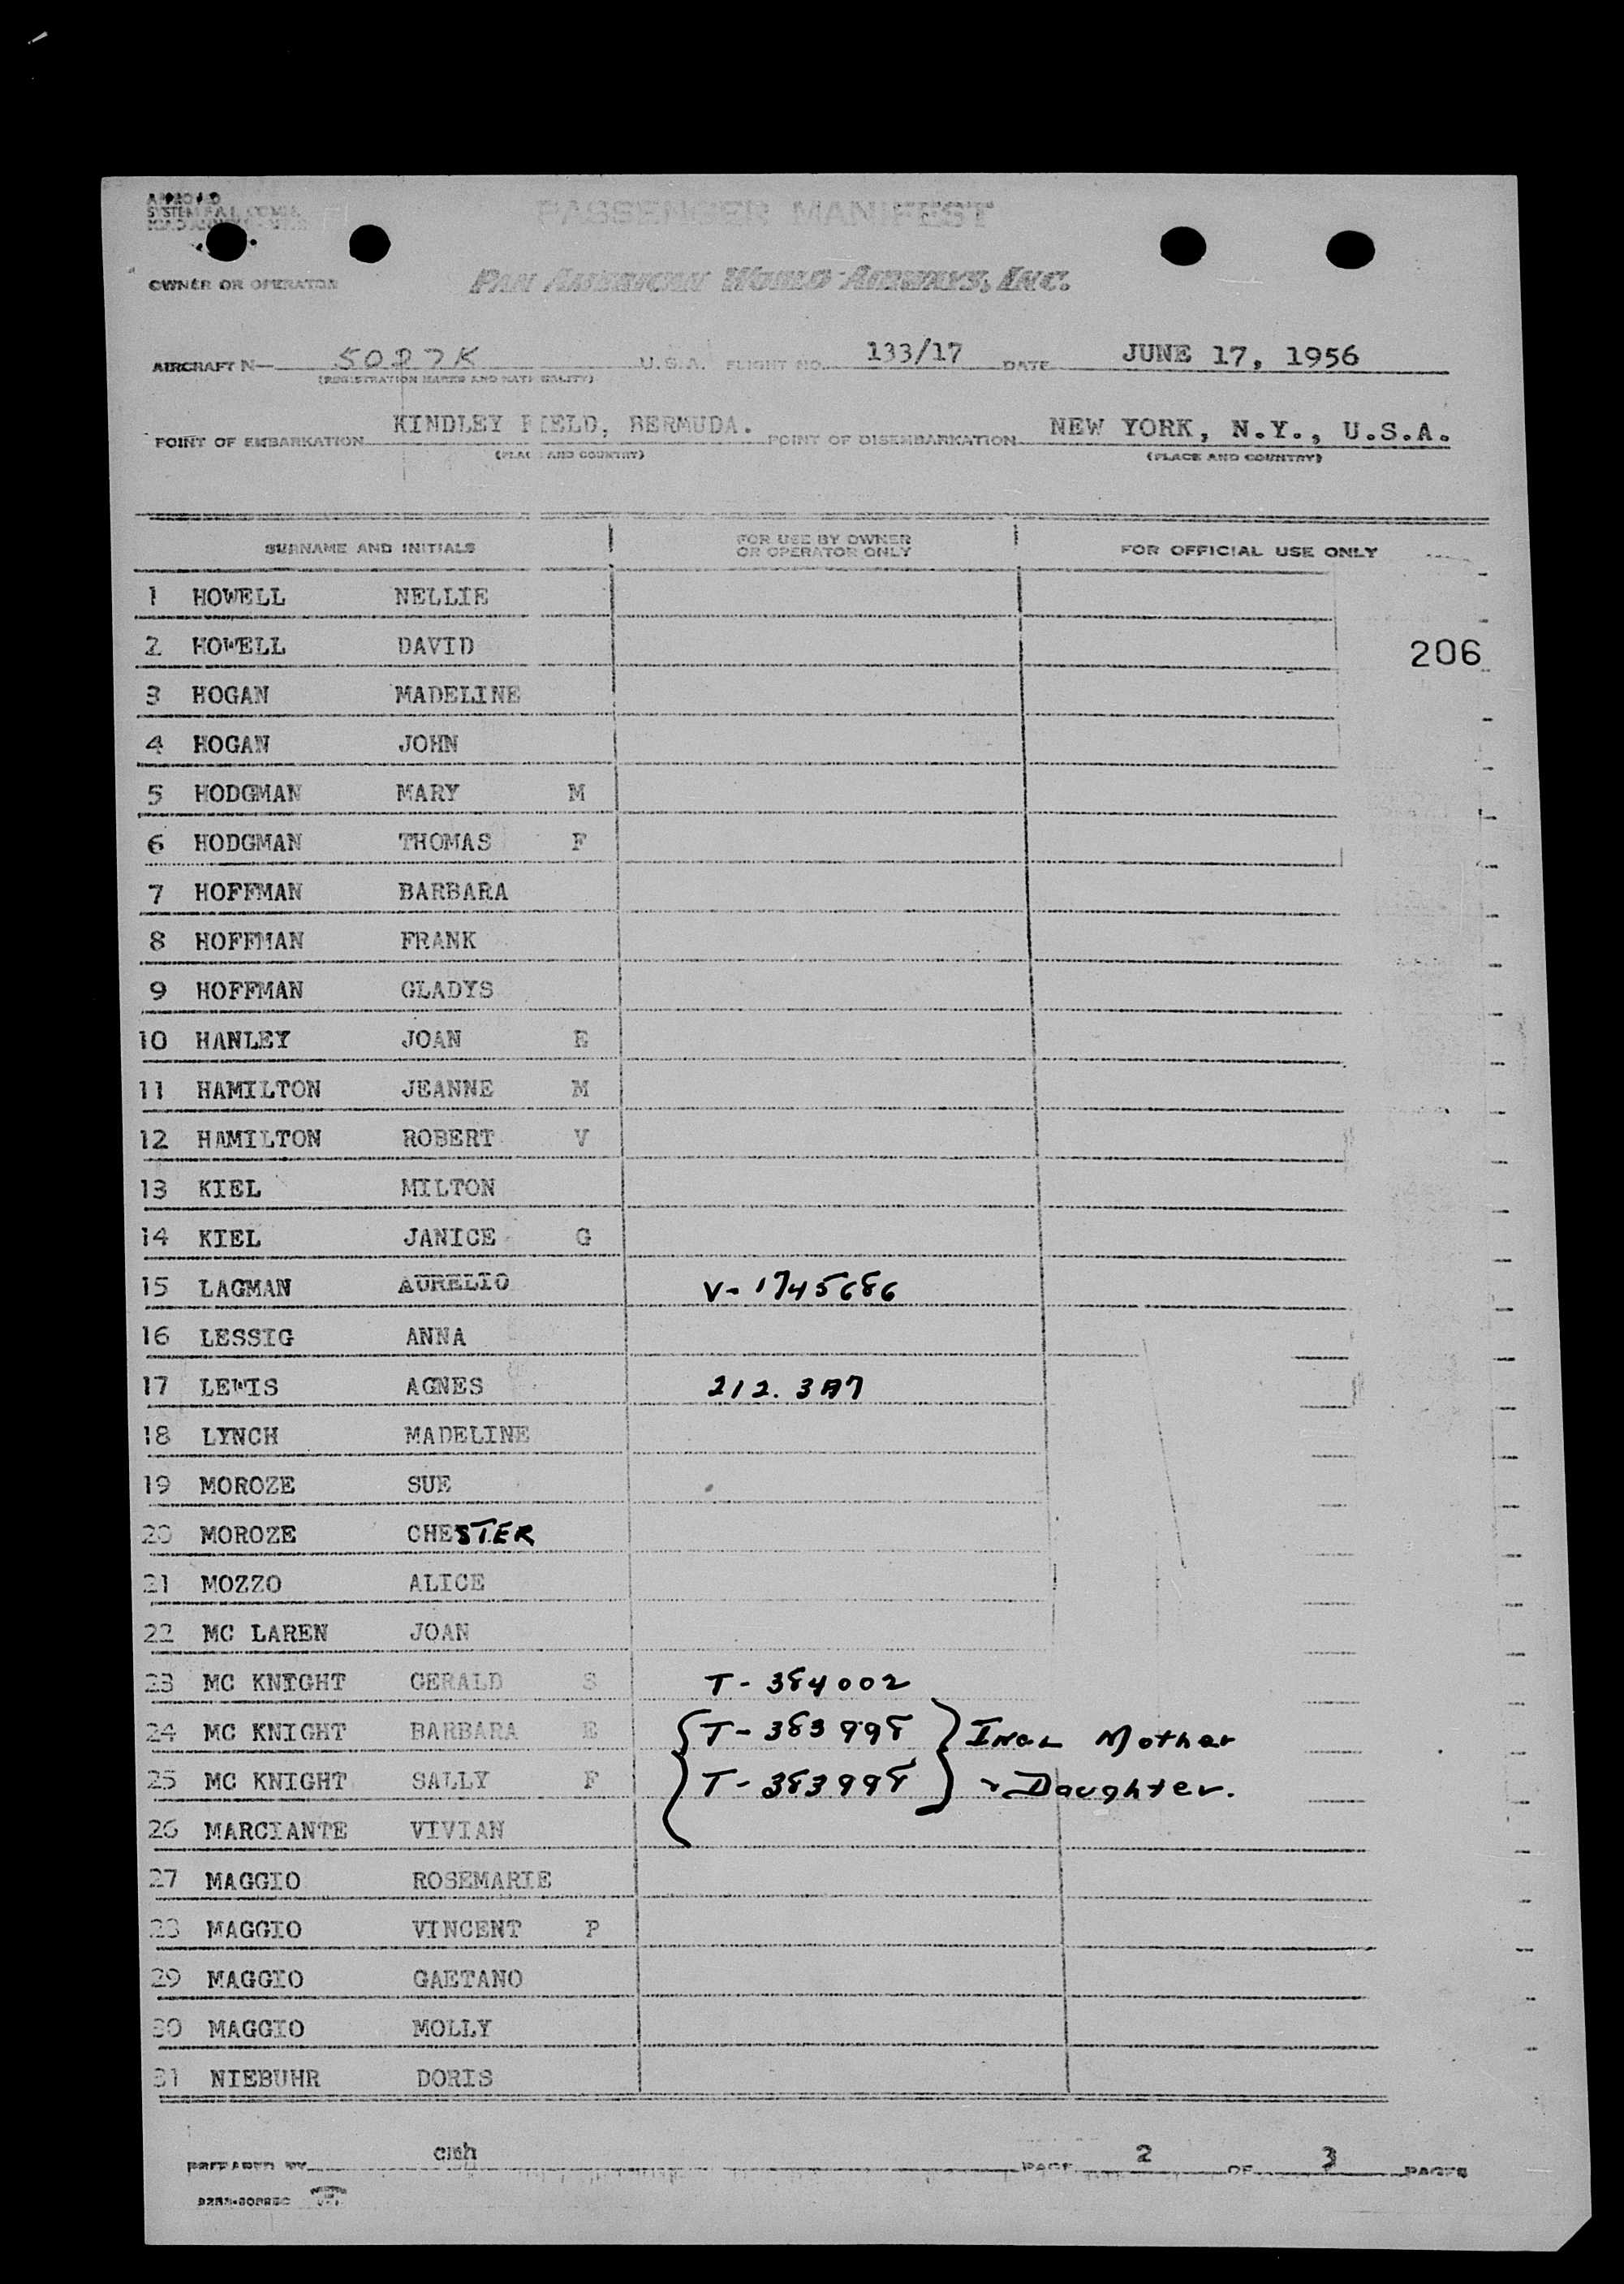 APPROVED
PASSENGER MANIFEST
OWNER OR OPERATOR PAN AMERICAN WORLD AIRWAYS, INC.
AIRCRAFT N— 5027K U.S.A. FLIGHT NO. 133/17 DATE JUNE 17, 1956
(REGISTRATION MARKS AND NATIONALITY)
POINT OF EMBARKATION KINDLEY FIELD, BERMUDA. POINT OF DISEMBARKATION NEW YORK, N.Y., U.S.A.
(PLACE AND COUNTRY) (PLACE AND COUNTRY)
SURNAME AND INITIALS FOR USE BY OWNER OR OPERATOR ONLY FOR OFFICIAL USE ONLY
1 HOWELL NELLIE
2 HOWELL DAVID 206
3 HOGAN MADELINE
4 HOGAN JOHN
5 HODGMAN MARY M
6 HODGMAN THOMAS F
7 HOFFMAN BARBARA
8 HOFFMAN FRANK
9 HOFFMAN GLADYS
10 HANLEY JOAN E
11 HAMILTON JEANNE M
12 HAMILTON ROBERT V
13 KIEL MILTON
14 KIEL JANICE G
15 LAGMAN AURELIO V-1745686
16 LESSIG ANNA
17 LEWIS AGNES 212.3A7
18 LYNCH MADELINE
19 MOROZE SUE
20 MOROZE CHESTER
21 MOZZO ALICE
22 MC LAREN JOAN
23 MC KNIGHT GERALD S T-384002
24 MC KNIGHT BARBARA E T-383998 Incl Mother
25 MC KNIGHT SALLY F T-383998 Daughter.
26 MARCIANTE VIVIAN
27 MAGGIO ROSEMARIE
28 MAGGIO VINCENT P
29 MAGGIO GAETANO
30 MAGGIO MOLLY
31 NIEBUHR DORIS
PREPARED BY cmh PAGE 2 OF 3 PAGES